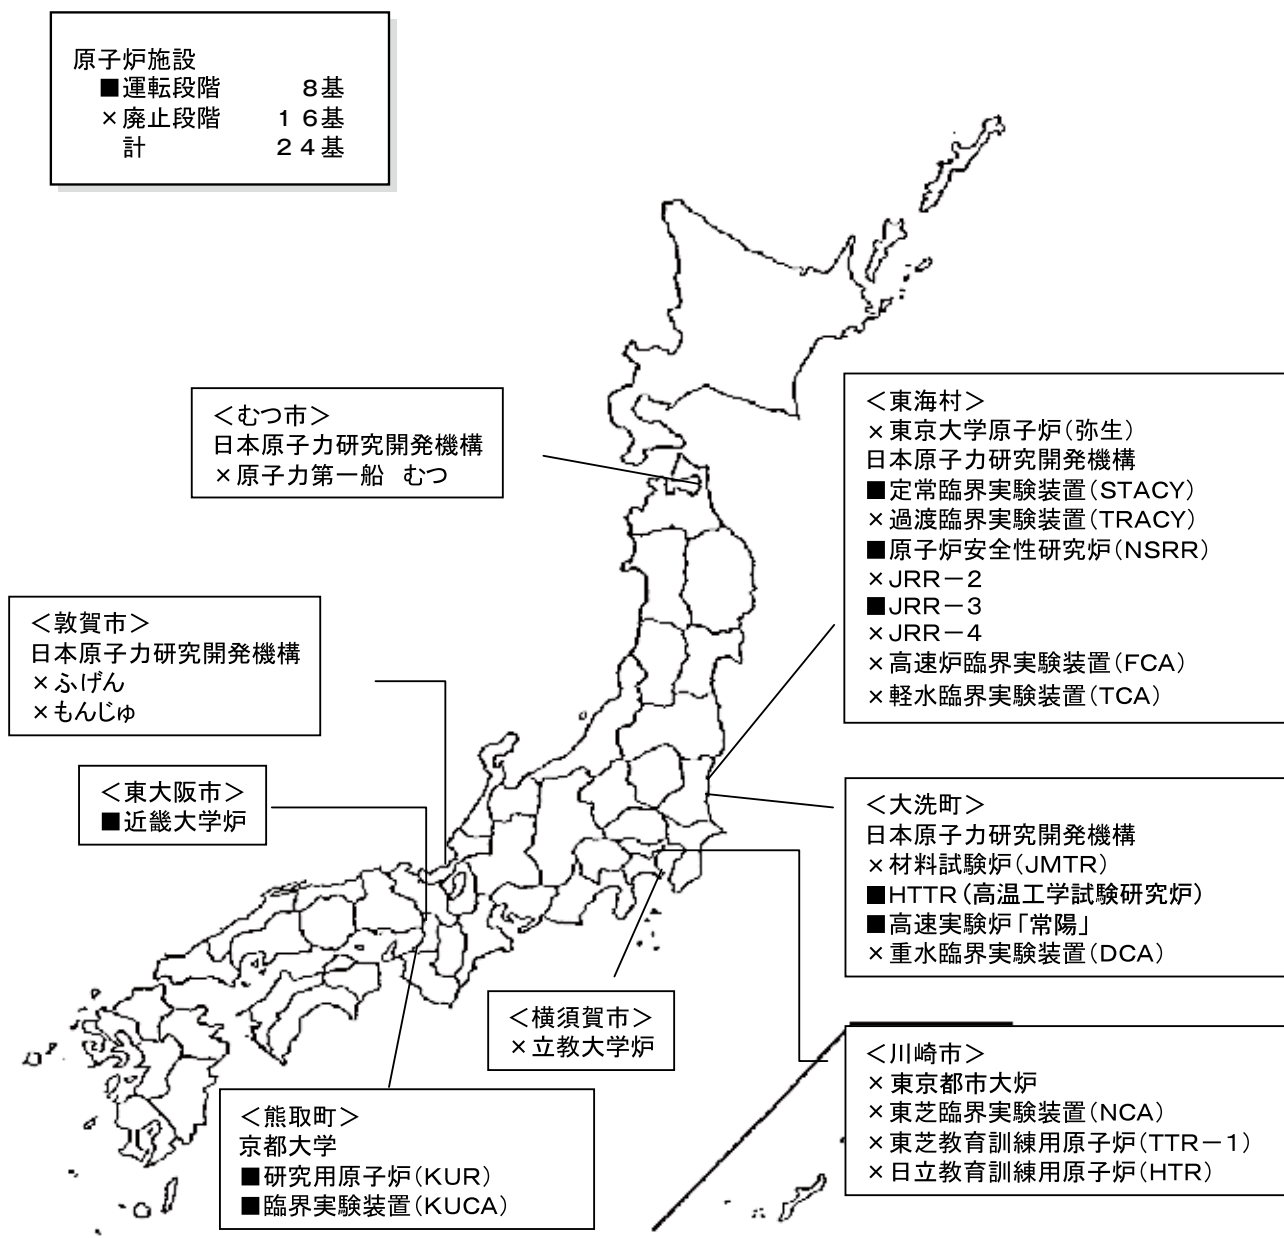 原子炉施設
■運転段階 8基
×廃止段階 16基
計 24基
<むつ市>
日本原子力研究開発機構
×原子力第一船 むつ
<東海村>
×東京大学原子炉(弥生)
日本原子力研究開発機構
■定常臨界実験装置(STACY)
×過渡臨界実験装置(TRACY)
■原子炉安全性研究炉(NSRR)
×JRR-2
■JRR-3
×JRR-4
×高速炉臨界実験装置(FCA)
×軽水臨界実験装置(TCA)
<敦賀市>
日本原子力研究開発機構
×ふげん
×もんじゅ
<東大阪市>
■近畿大学炉
<大洗町>
日本原子力研究開発機構
×材料試験炉(JMTR)
■HTTR(高温工学試験研究炉)
■高速実験炉「常陽」
×重水臨界実験装置(DCA)
<横須賀市>
×立教大学炉
<川崎市>
×東京都市大炉
×東芝臨界実験装置(NCA)
×東芝教育訓練用原子炉(TTR-1)
×日立教育訓練用原子炉(HTR)
<熊取町>
京都大学
■研究用原子炉(KUR)
■臨界実験装置(KUCA)